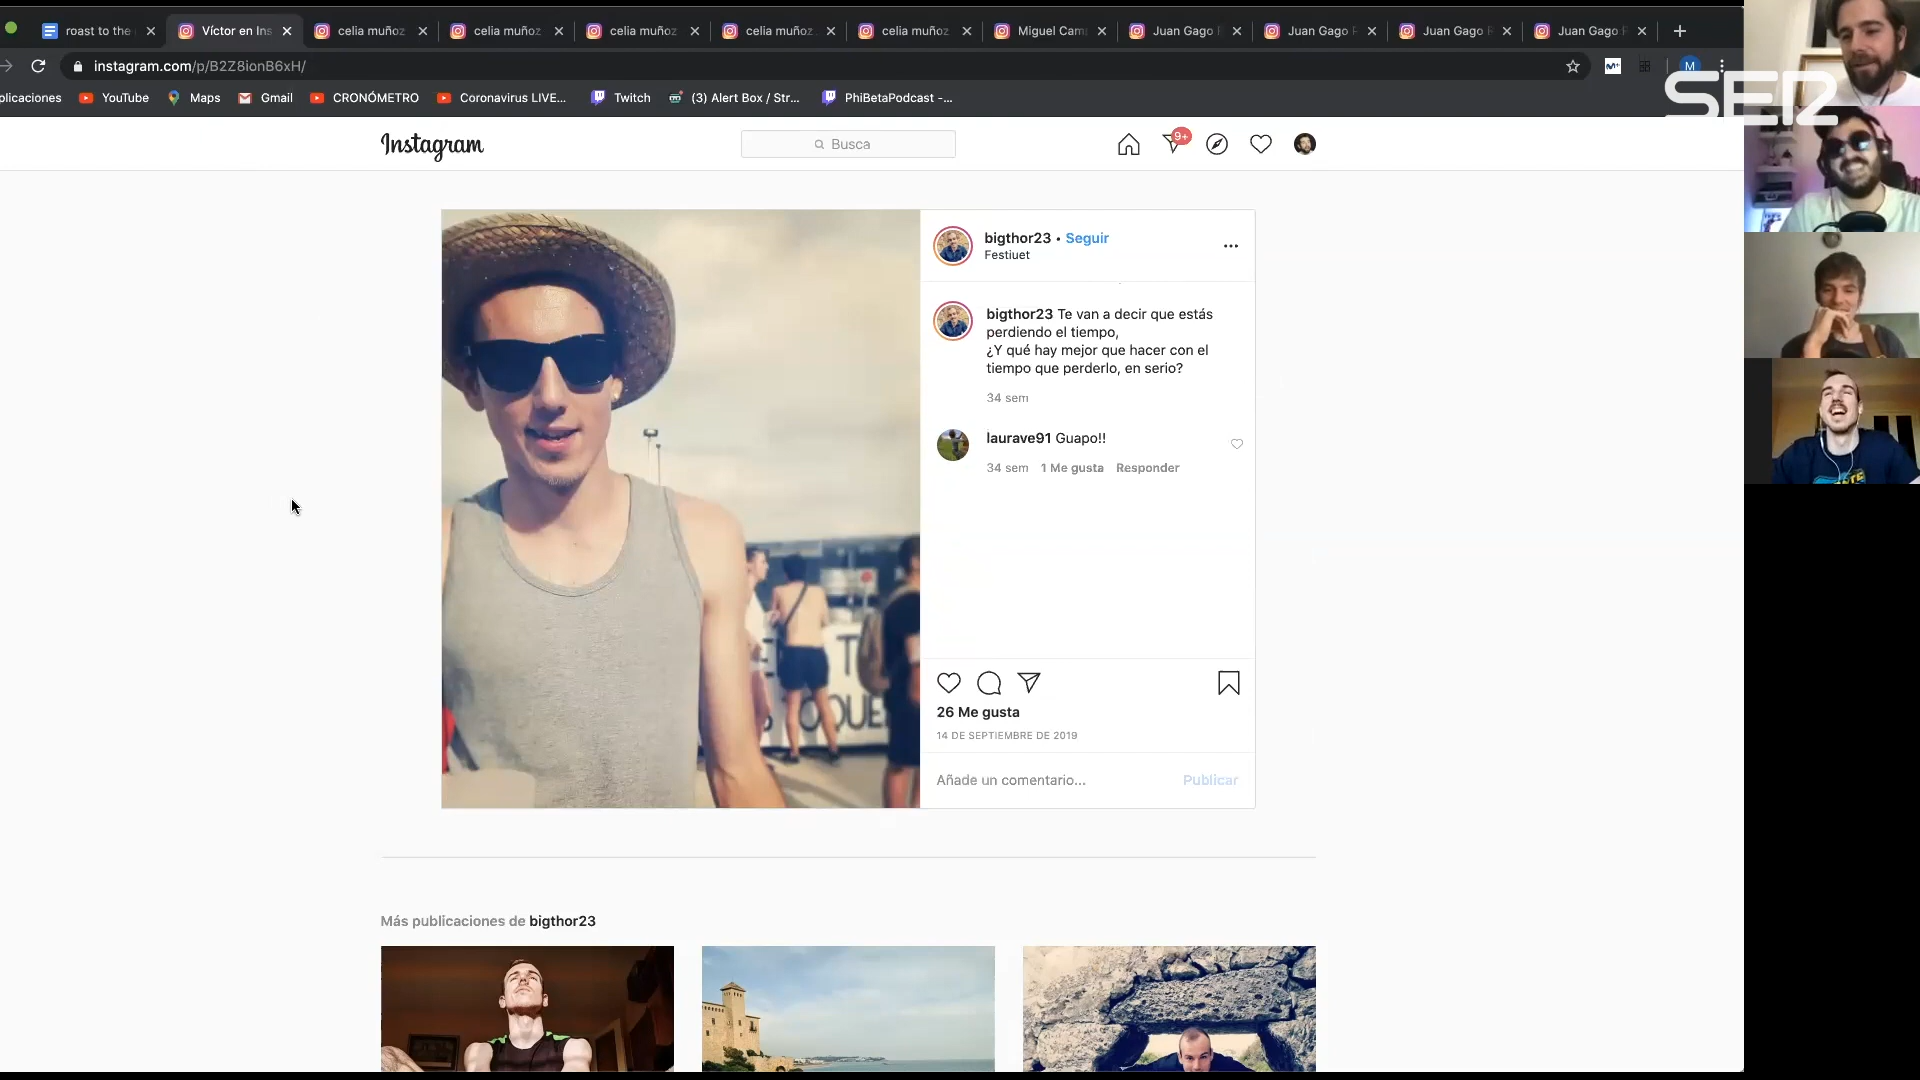 roast to the
Víctor en Ins
celia muñoz
celia muñoz
celia muñoz
celia muñoz
celia muñoz
Miguel Cam
Juan Gago
Juan Gago
Juan Gago
Juan Gago
instagram.com/p/B2Z8ionB6xH/
M
plicaciones
YouTube
Maps
Gmail
CRONÓMETRO
Coronavirus LIVE...
Twitch
(3) Alert Box / Str...
PhiBetaPodcast -...
SER
Instagram
Busca
9+
bigthor23 • Seguir
Festiuet
bigthor23 Te van a decir que estás
perdiendo el tiempo,
¿Y qué hay mejor que hacer con el
tiempo que perderlo, en serio?
34 sem
laurave91 Guapo!!
34 sem 1 Me gusta Responder
26 Me gusta
14 DE SEPTIEMBRE DE 2019
Añade un comentario... Publicar
Más publicaciones de bigthor23